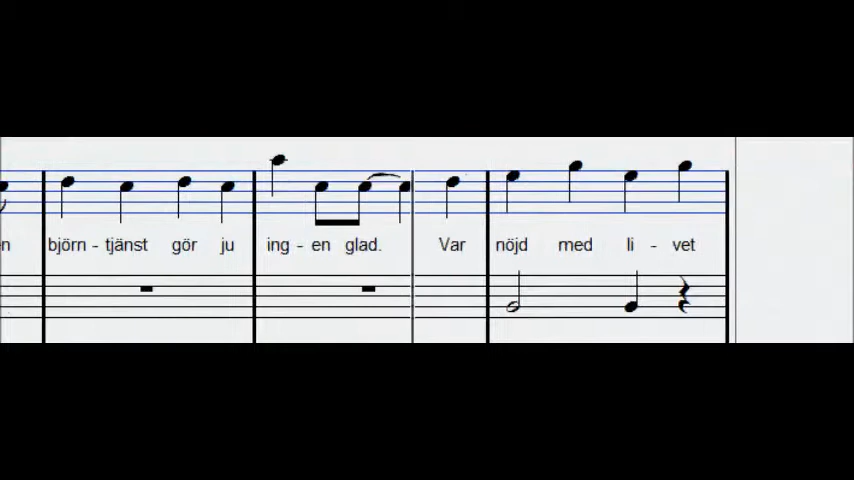 björn - tjänst gör ju ing - en glad. Var nöjd med li - vet